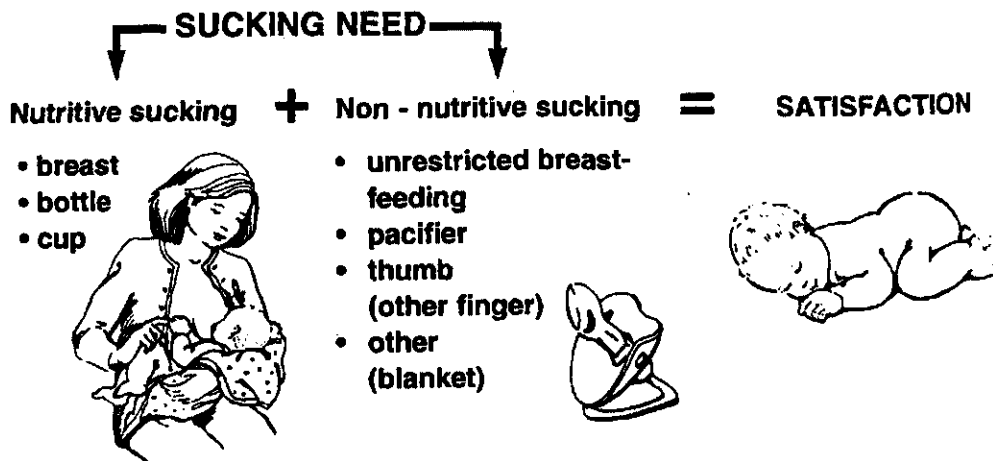 SUCKING NEED
Nutritive sucking + Non - nutritive sucking = SATISFACTION
• breast
• bottle
• cup
• unrestricted breast-
feeding
• pacifier
• thumb
(other finger)
• other
(blanket)